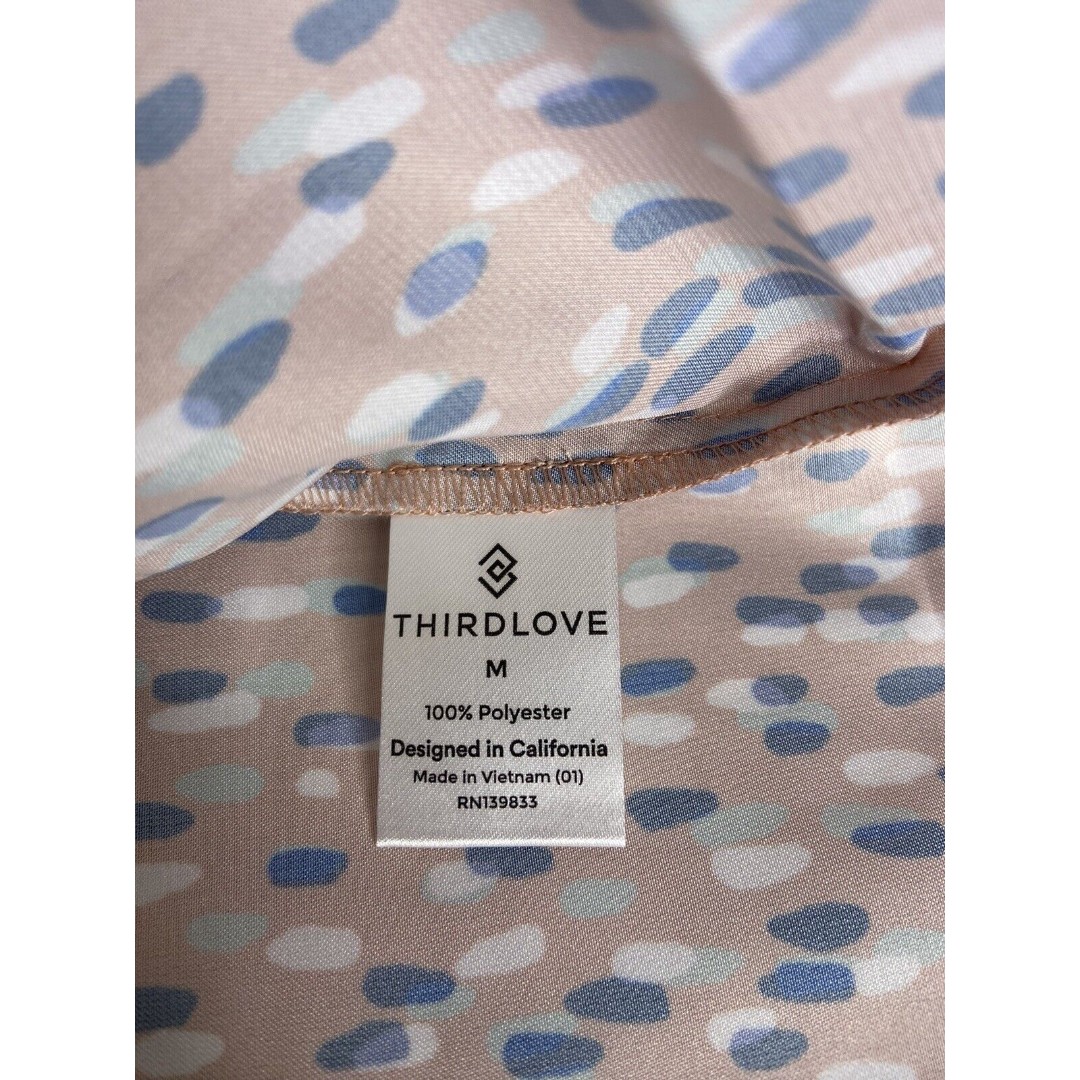 THIRDLOVE
M
100% Polyester
Designed in California
Made in Vietnam (01)
RN139833